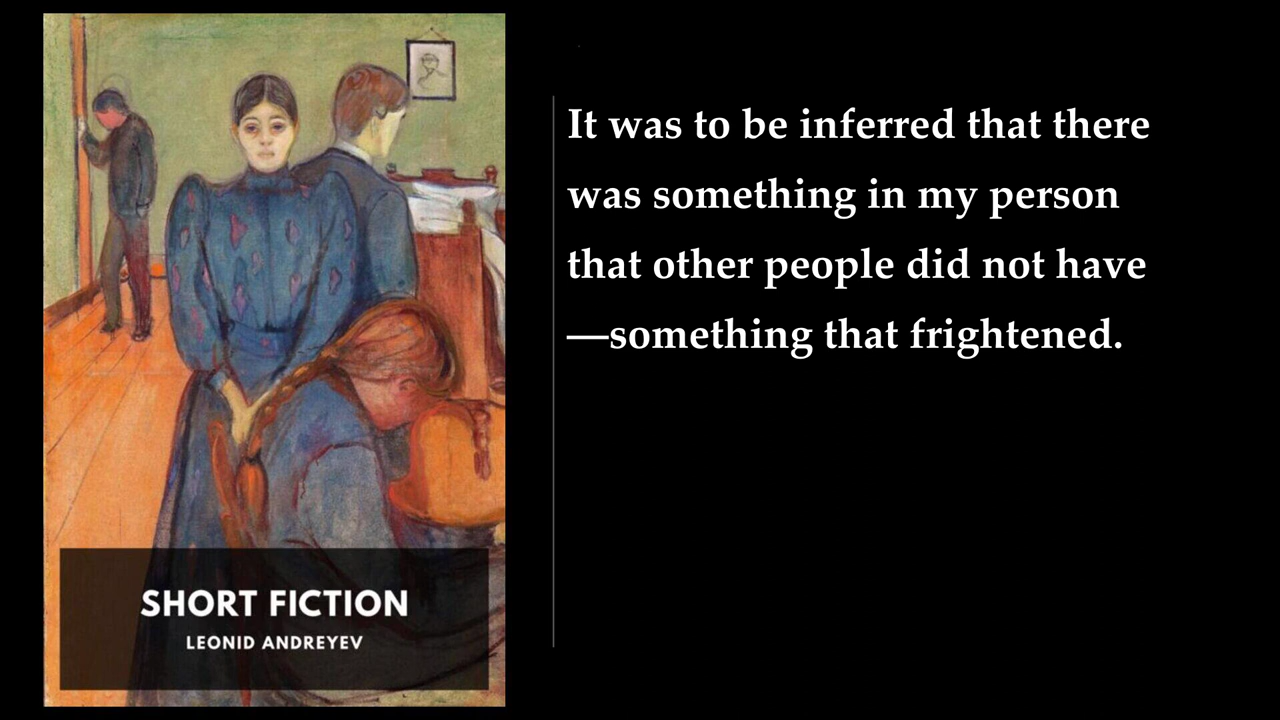 SHORT FICTION
LEONID ANDREYEV
It was to be inferred that there
was something in my person
that other people did not have
—something that frightened.